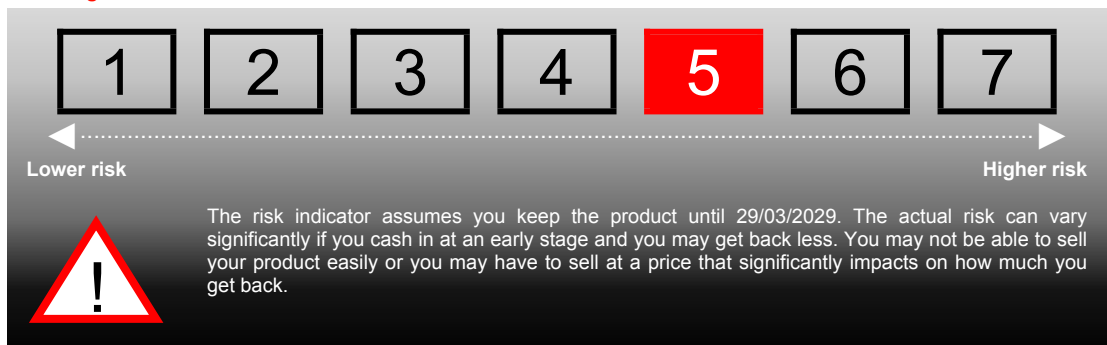 1 2 3 4 5 6 7
Lower risk Higher risk
The risk indicator assumes you keep the product until 29/03/2029. The actual risk can vary
significantly if you cash in at an early stage and you may get back less. You may not be able to sell
your product easily or you may have to sell at a price that significantly impacts on how much you
get back.
!